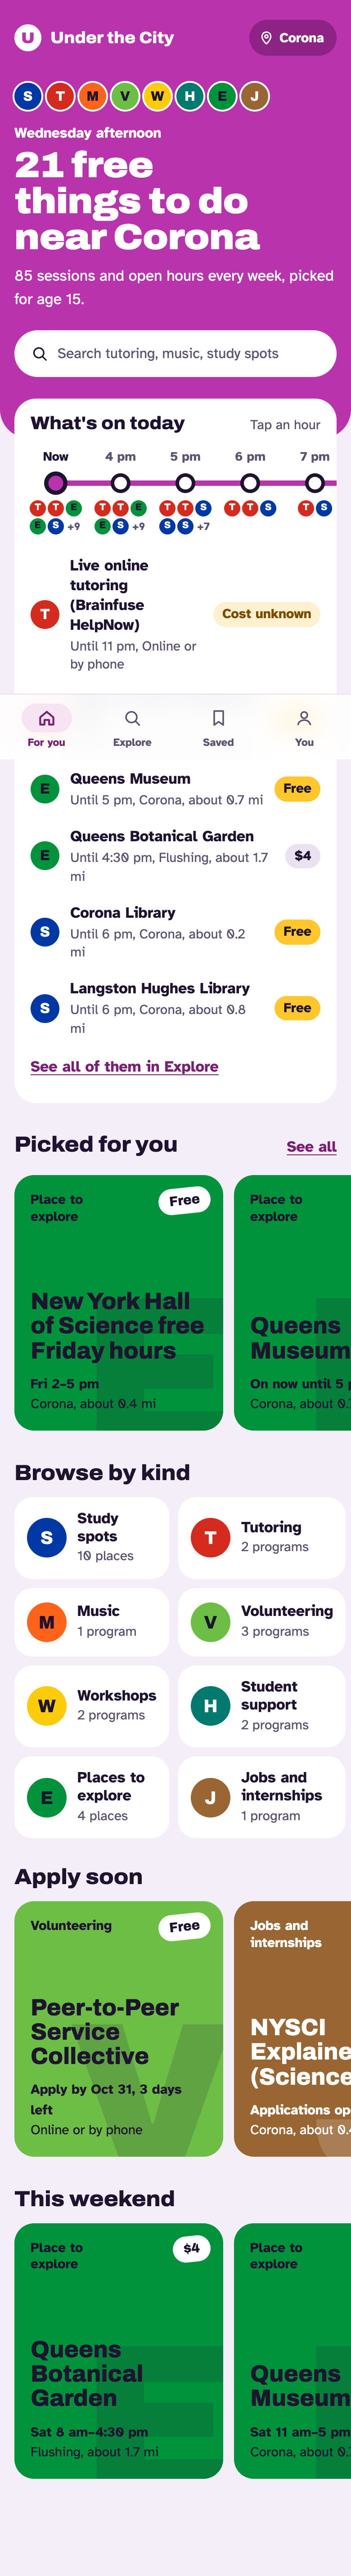 U Under the City
Corona
S T M V W H E J
Wednesday afternoon
21 free
things to do
near Corona
85 sessions and open hours every week, picked
for age 15.
Search tutoring, music, study spots
What's on today
Tap an hour
Now 4 pm 5 pm 6 pm 7 pm
T T E T T E T T S T T S T S
E S +9 E S +9 S S +7
Live online
tutoring
(Brainfuse
HelpNow)
T
Cost unknown
Until 11 pm, Online or
by phone
For you Explore Saved You
E
Queens Museum
Until 5 pm, Corona, about 0.7 mi
Free
E
Queens Botanical Garden
Until 4:30 pm, Flushing, about 1.7
mi
$4
S
Corona Library
Until 6 pm, Corona, about 0.2
mi
Free
S
Langston Hughes Library
Until 6 pm, Corona, about 0.8
mi
Free
See all of them in Explore
Picked for you
See all
Place to
explore
Free
New York Hall
of Science free
Friday hours
Fri 2–5 pm
Corona, about 0.4 mi
E
Place to
explore
Queens
Museum
On now until 5 p
Corona, about 0.7
Browse by kind
S
Study
spots
10 places
T
Tutoring
2 programs
M
Music
1 program
V
Volunteering
3 programs
W
Workshops
2 programs
H
Student
support
2 programs
E
Places to
explore
4 places
J
Jobs and
internships
1 program
Apply soon
Volunteering
Free
Peer-to-Peer
Service
Collective
Apply by Oct 31, 3 days
left
Online or by phone
V
Jobs and
internships
NYSCI
Explaine
(Science
Applications op
Corona, about 0.4
This weekend
Place to
explore
$4
Queens
Botanical
Garden
Sat 8 am–4:30 pm
Flushing, about 1.7 mi
E
Place to
explore
Queens
Museum
Sat 11 am–5 pm
Corona, about 0.7